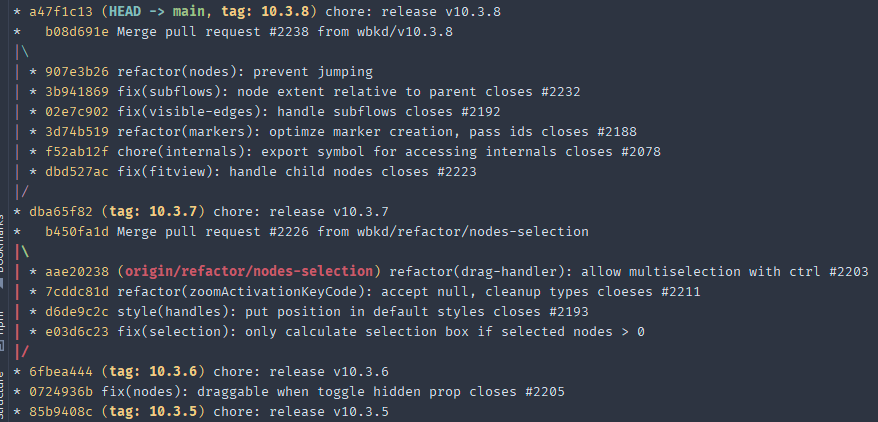 * a47f1c13 (HEAD -> main, tag: 10.3.8) chore: release v10.3.8
*   b08d691e Merge pull request #2238 from wbkd/v10.3.8
|\
| * 907e3b26 refactor(nodes): prevent jumping
| * 3b941869 fix(subflows): node extent relative to parent closes #2232
| * 02e7c902 fix(visible-edges): handle subflows closes #2192
| * 3d74b519 refactor(markers): optimze marker creation, pass ids closes #2188
| * f52ab12f chore(internals): export symbol for accessing internals closes #2078
| * dbd527ac fix(fitview): handle child nodes closes #2223
|/
* dba65f82 (tag: 10.3.7) chore: release v10.3.7
*   b450fa1d Merge pull request #2226 from wbkd/refactor/nodes-selection
|\
| * aae20238 (origin/refactor/nodes-selection) refactor(drag-handler): allow multiselection with ctrl #2203
| * 7cddc81d refactor(zoomActivationKeyCode): accept null, cleanup types cloeses #2211
| * d6de9c2c style(handles): put position in default styles closes #2193
| * e03d6c23 fix(selection): only calculate selection box if selected nodes > 0
|/
* 6fbea444 (tag: 10.3.6) chore: release v10.3.6
* 0724936b fix(nodes): draggable when toggle hidden prop closes #2205
* 85b9408c (tag: 10.3.5) chore: release v10.3.5